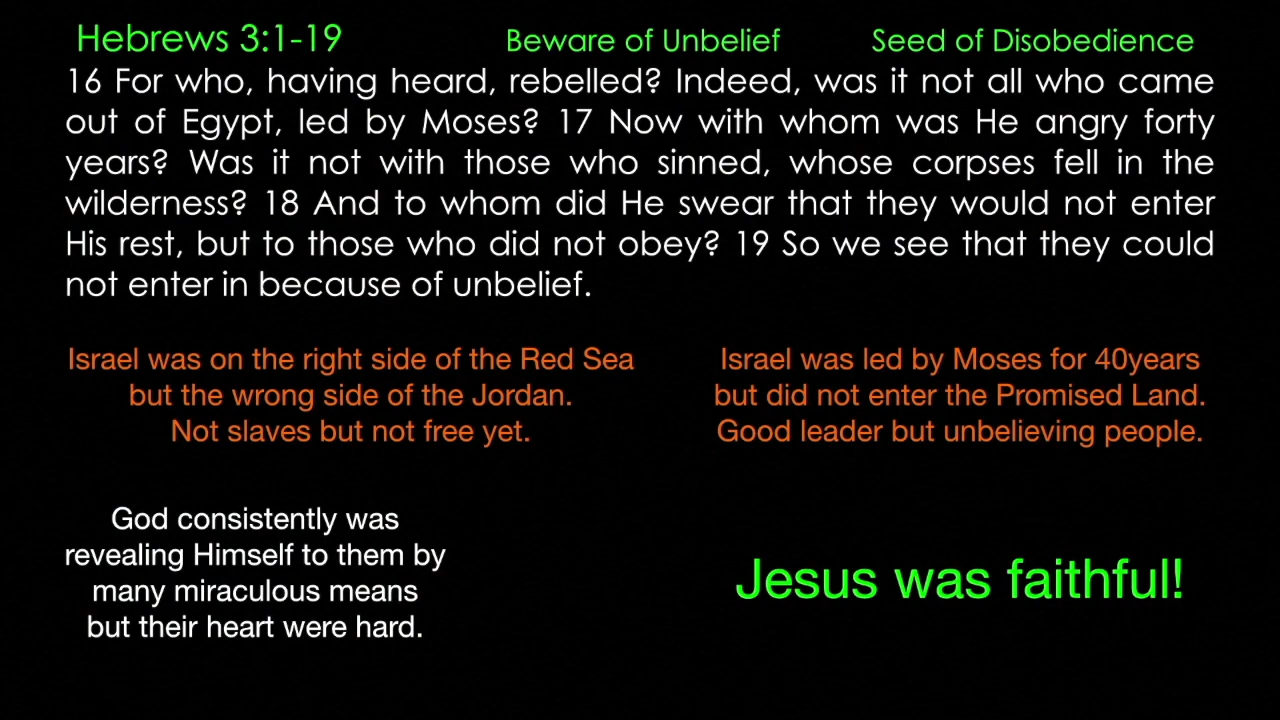 Hebrews 3:1-19 Beware of Unbelief Seed of Disobedience
16 For who, having heard, rebelled? Indeed, was it not all who came
out of Egypt, led by Moses? 17 Now with whom was He angry forty
years? Was it not with those who sinned, whose corpses fell in the
wilderness? 18 And to whom did He swear that they would not enter
His rest, but to those who did not obey? 19 So we see that they could
not enter in because of unbelief.
Israel was on the right side of the Red Sea
but the wrong side of the Jordan.
Not slaves but not free yet.
Israel was led by Moses for 40years
but did not enter the Promised Land.
Good leader but unbelieving people.
God consistently was
revealing Himself to them by
many miraculous means
but their heart were hard.
Jesus was faithful!